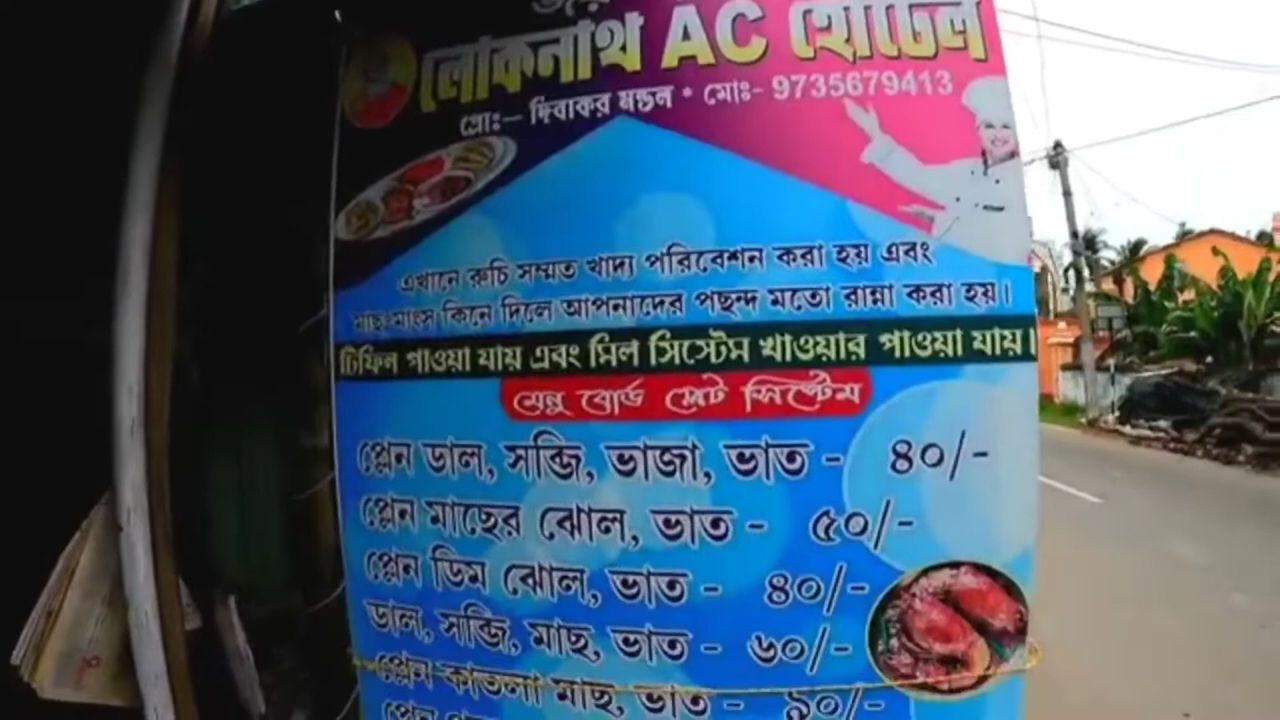 লোকনাথ AC হোটেল
প্রোঃ— দিবাকর মন্ডল * মোঃ- 9735679413
এখানে রুচি সম্মত খাদ্য পরিবেশন করা হয় এবং
মাছ মাংস কিনে দিলে আপনাদের পছন্দ মতো রান্না করা হয়।
টিফিন পাওয়া যায় এবং মিল সিস্টেম খাওয়ার পাওয়া যায়।
মেনু বোর্ড প্লেট সিস্টেম
প্লেন ডাল, সব্জি, ভাজা, ভাত - ৪০/-
প্লেন মাছের ঝোল, ভাত - ৫০/-
প্লেন ডিম ঝোল, ভাত - ৪০/-
ডাল, সব্জি, মাছ, ভাত - ৬০/-
প্লেন কাতলা মাছ, ভাত - ৯০/-
প্লেন